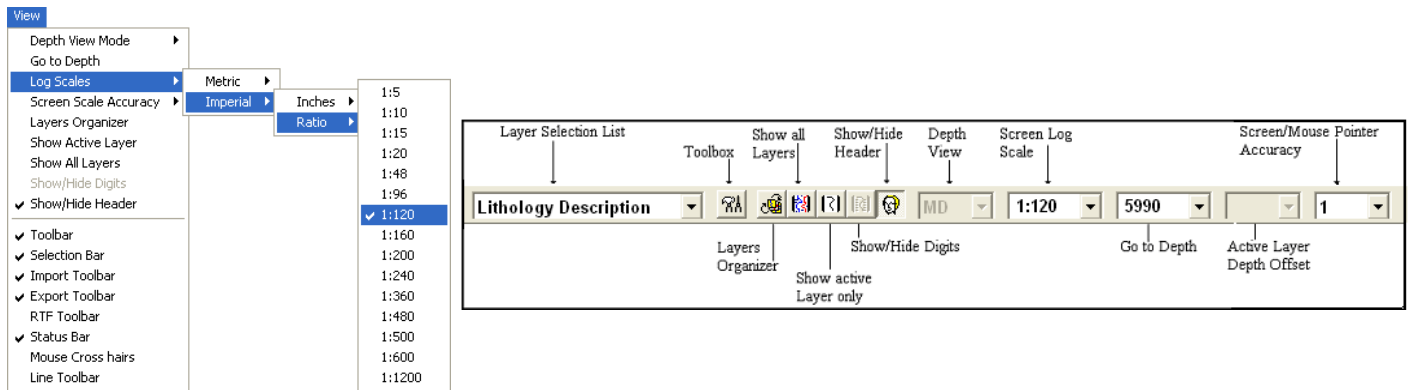 View
Depth View Mode
Go to Depth
Log Scales
Screen Scale Accuracy
Layers Organizer
Show Active Layer
Show All Layers
Show/Hide Digits
Show/Hide Header
Toolbar
Selection Bar
Import Toolbar
Export Toolbar
RTF Toolbar
Status Bar
Mouse Cross hairs
Line Toolbar
Metric
Imperial
Inches
Ratio
1:5
1:10
1:15
1:20
1:48
1:96
1:120
1:160
1:200
1:240
1:360
1:480
1:500
1:600
1:1200
Layer Selection List
Toolbox
Show all
Layers
Show/Hide
Header
Depth
View
Screen Log
Scale
Screen/Mouse Pointer
Accuracy
Lithology Description
MD
1:120
5990
1
Layers
Organizer
Show active
Layer only
Show/Hide Digits
Go to Depth
Active Layer
Depth Offset